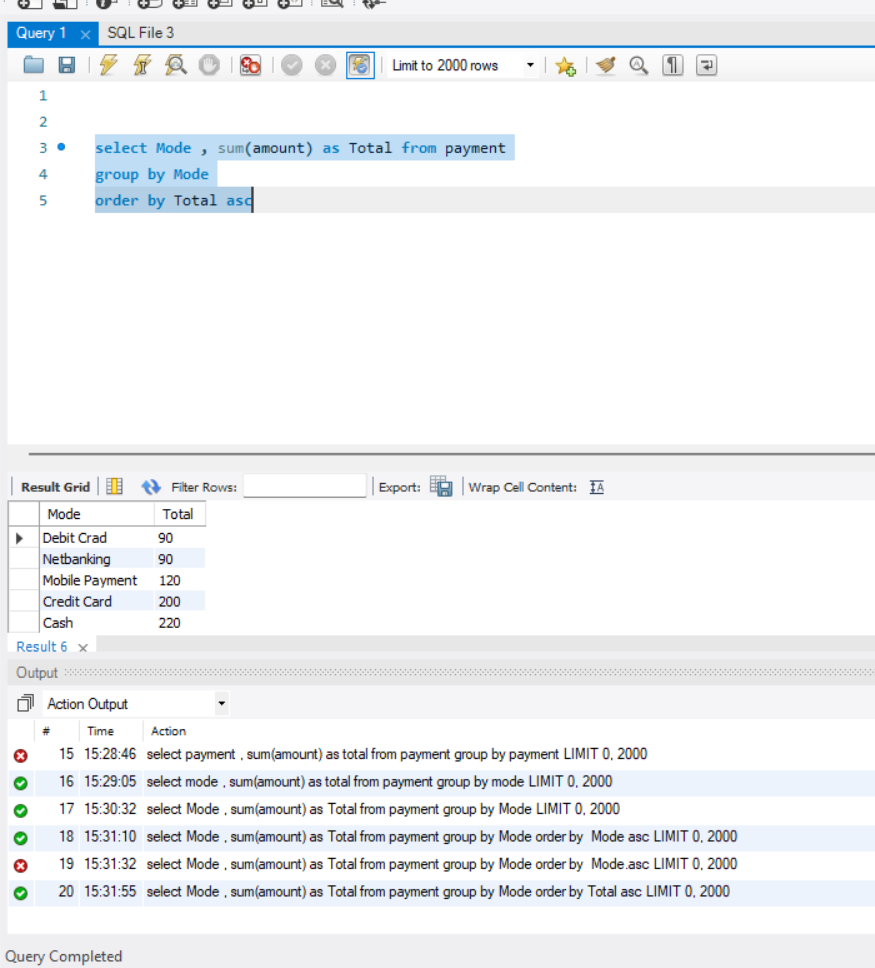 Query 1 SQL File 3
Limit to 2000 rows
1
2
3 select Mode , sum(amount) as Total from payment
4 group by Mode
5 order by Total asc
Result Grid Filter Rows: Export: Wrap Cell Content: IA
Mode Total
Debit Crad 90
Netbanking 90
Mobile Payment 120
Credit Card 200
Cash 220
Result 6
Output
Action Output
# Time Action
15 15:28:46 select payment , sum(amount) as total from payment group by payment LIMIT 0, 2000
16 15:29:05 select mode , sum(amount) as total from payment group by mode LIMIT 0, 2000
17 15:30:32 select Mode , sum(amount) as Total from payment group by Mode LIMIT 0, 2000
18 15:31:10 select Mode , sum(amount) as Total from payment group by Mode order by  Mode asc LIMIT 0, 2000
19 15:31:32 select Mode , sum(amount) as Total from payment group by Mode order by  Mode.asc LIMIT 0, 2000
20 15:31:55 select Mode , sum(amount) as Total from payment group by Mode order by Total asc LIMIT 0, 2000
Query Completed